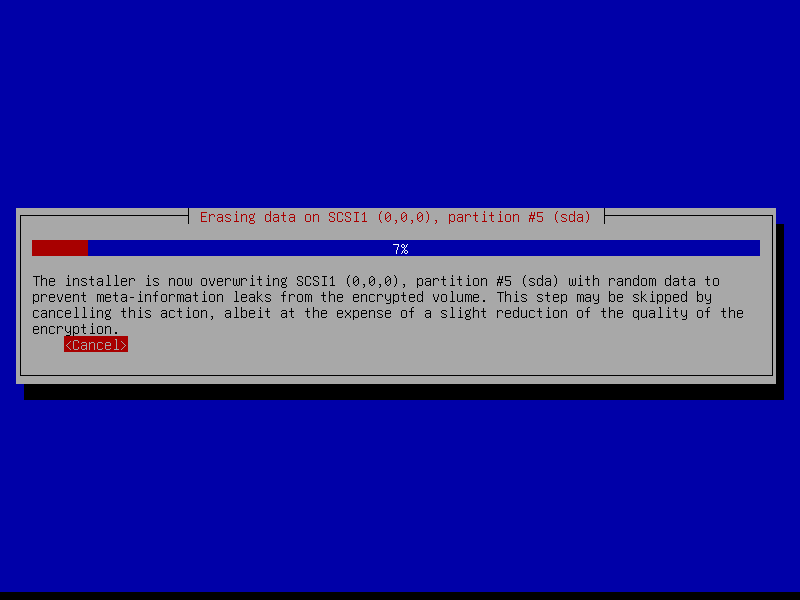 Erasing data on SCSI1 (0,0,0), partition #5 (sda)
7%
The installer is now overwriting SCSI1 (0,0,0), partition #5 (sda) with random data to
prevent meta-information leaks from the encrypted volume. This step may be skipped by
cancelling this action, albeit at the expense of a slight reduction of the quality of the
encryption.
<Cancel>